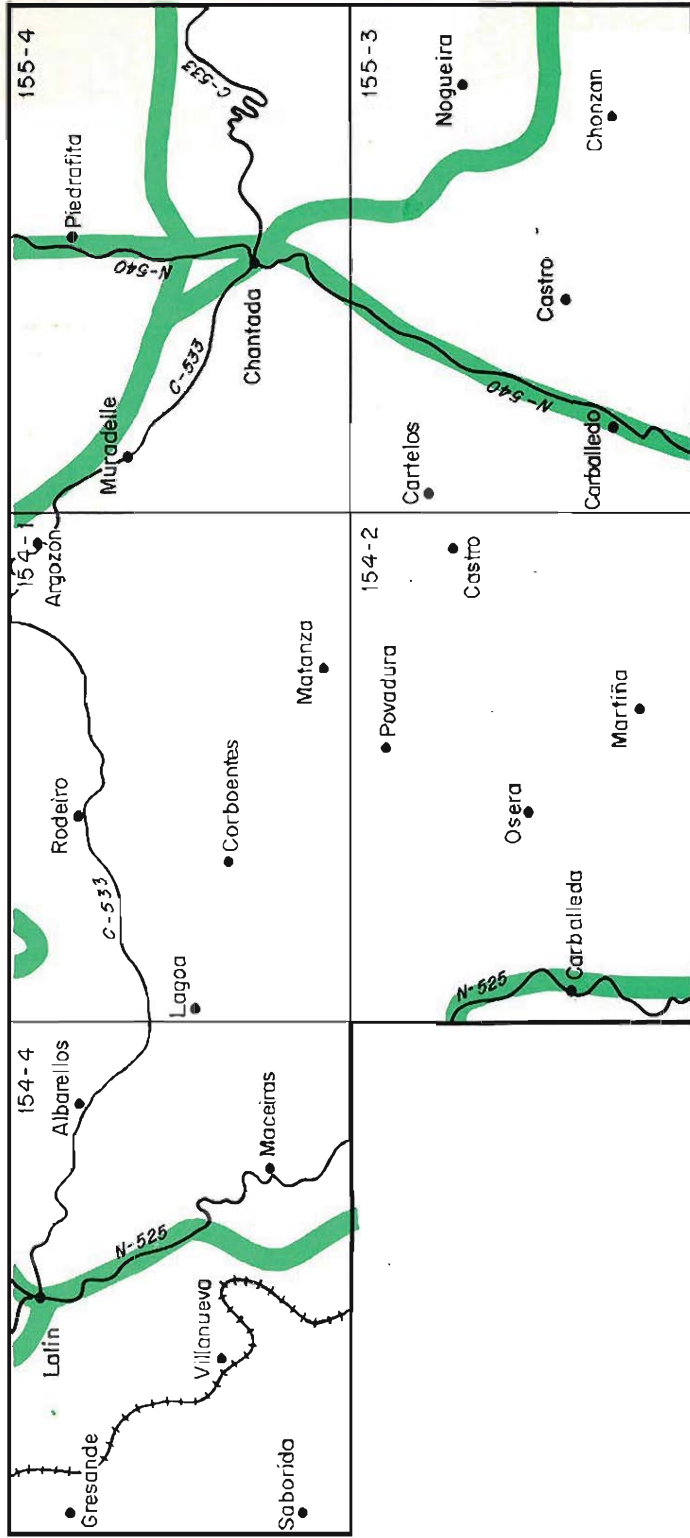 154-4
Lalín
Albarellos
Gresande
N-525
Villanueva
Maceiras
Saborida
154-1
Argozón
Rodeiro
C-533
Lagoa
Corboentes
Matanza
155-4
Piedrafita
Muradelle
N-540
C-533
C-533
Chantada
154-2
Povadura
Castro
N-525
Osera
Carballeda
Martiña
155-3
Cartelos
Nogueira
N-540
Castro
Carballedo
Chonzan